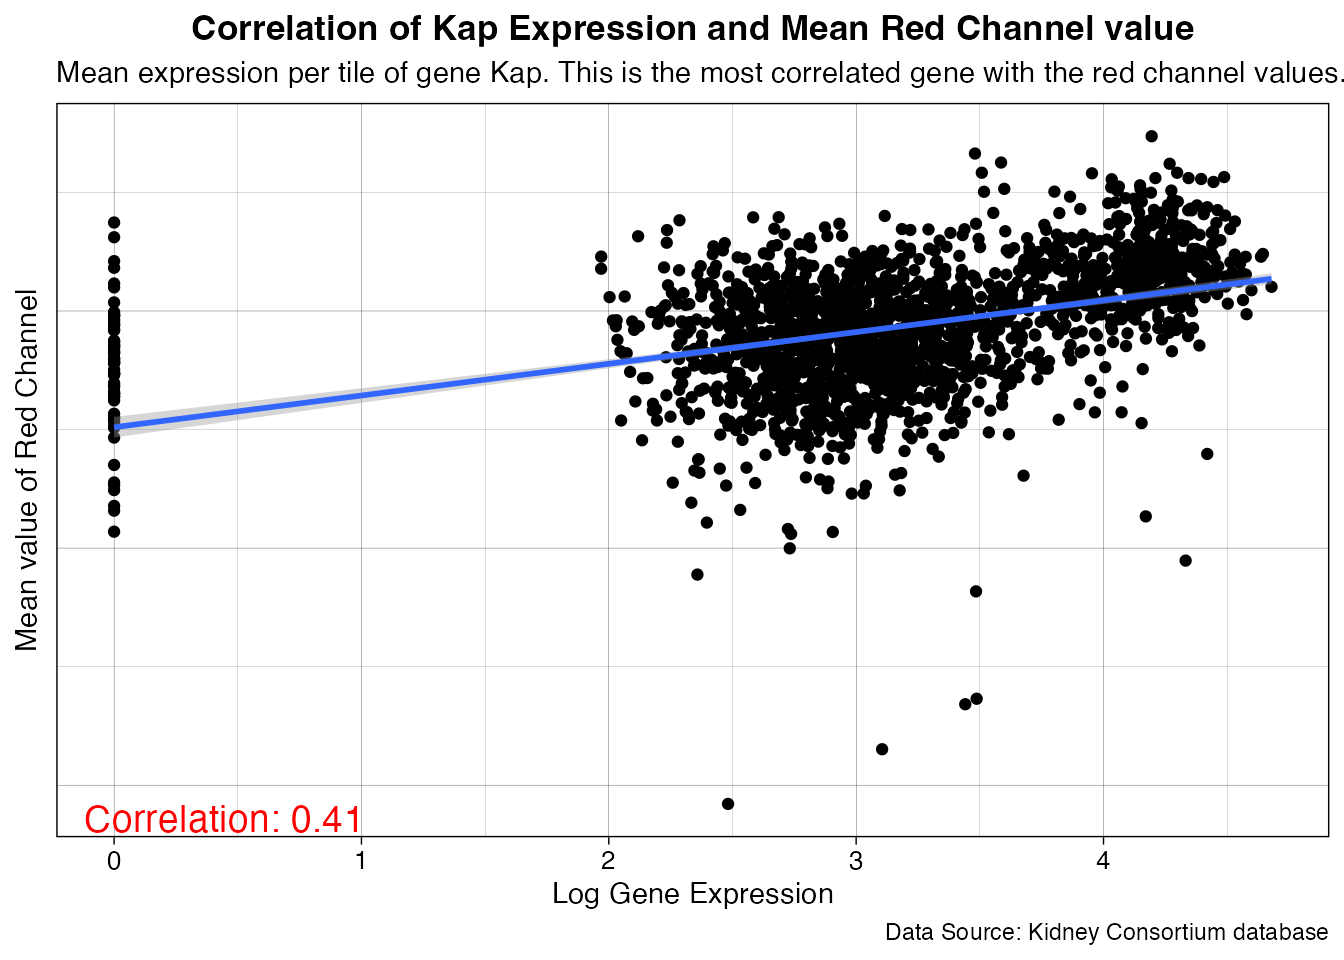 Correlation of Kap Expression and Mean Red Channel value
Mean expression per tile of gene Kap. This is the most correlated gene with the red channel values.
Mean value of Red Channel
Correlation: 0.41
0 1 2 3 4
Log Gene Expression
Data Source: Kidney Consortium database